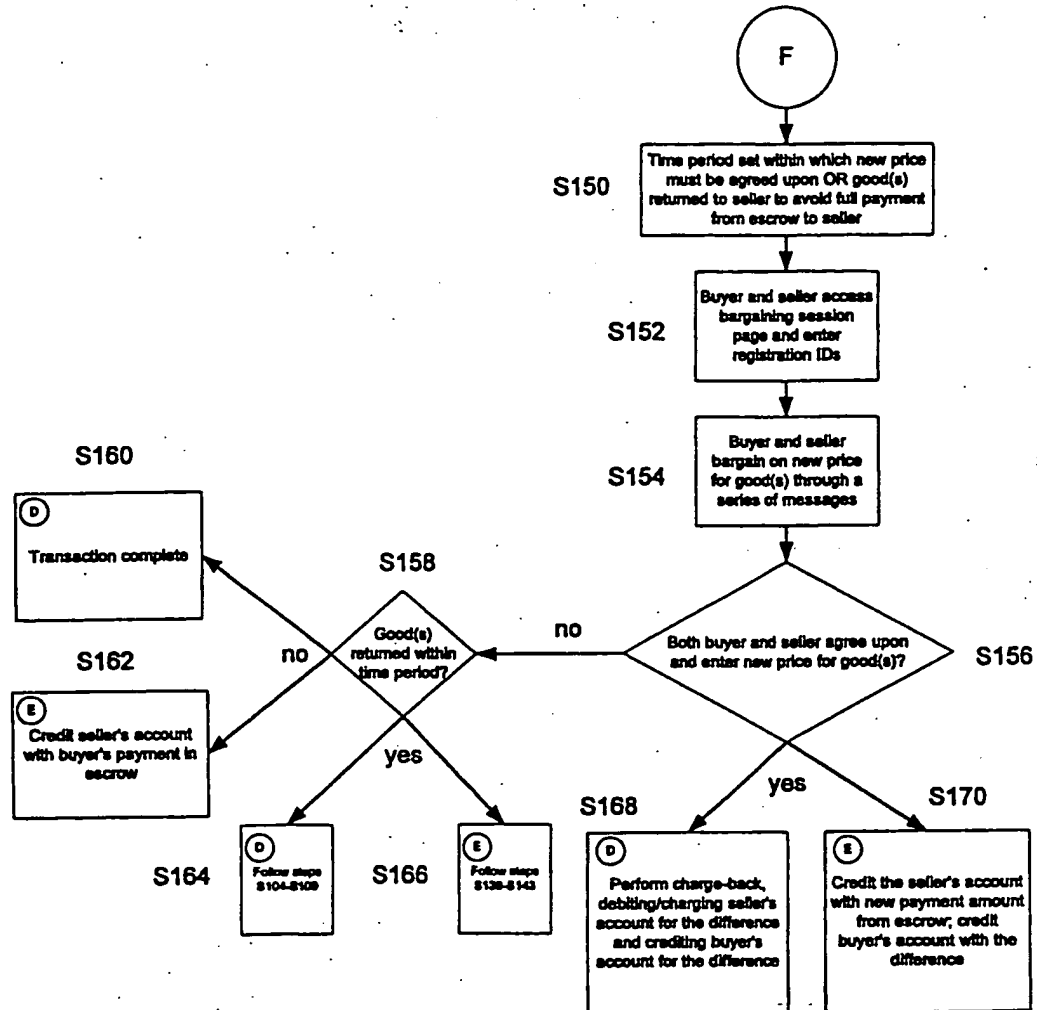 F
S150
Time period set within which new price
must be agreed upon OR good(s)
returned to seller to avoid full payment
from escrow to seller
S152
Buyer and seller access
bargaining session
page and enter
registration IDs
S154
Buyer and seller
bargain on new price
for good(s) through a
series of messages
S160
D
Transaction complete
S158
Good(s)
returned within
time period?
no
no
Both buyer and seller agree upon
and enter new price for good(s)?
S156
S162
E
Credit seller's account
with buyer's payment in
escrow
yes
yes
S164
D
Follow steps
S104-S109
S166
E
Follow steps
S139-S143
S168
D
Perform charge-back,
debiting/charging seller's
account for the difference
and crediting buyer's
account for the difference
S170
E
Credit the seller's account
with new payment amount
from escrow; credit
buyer's account with the
difference